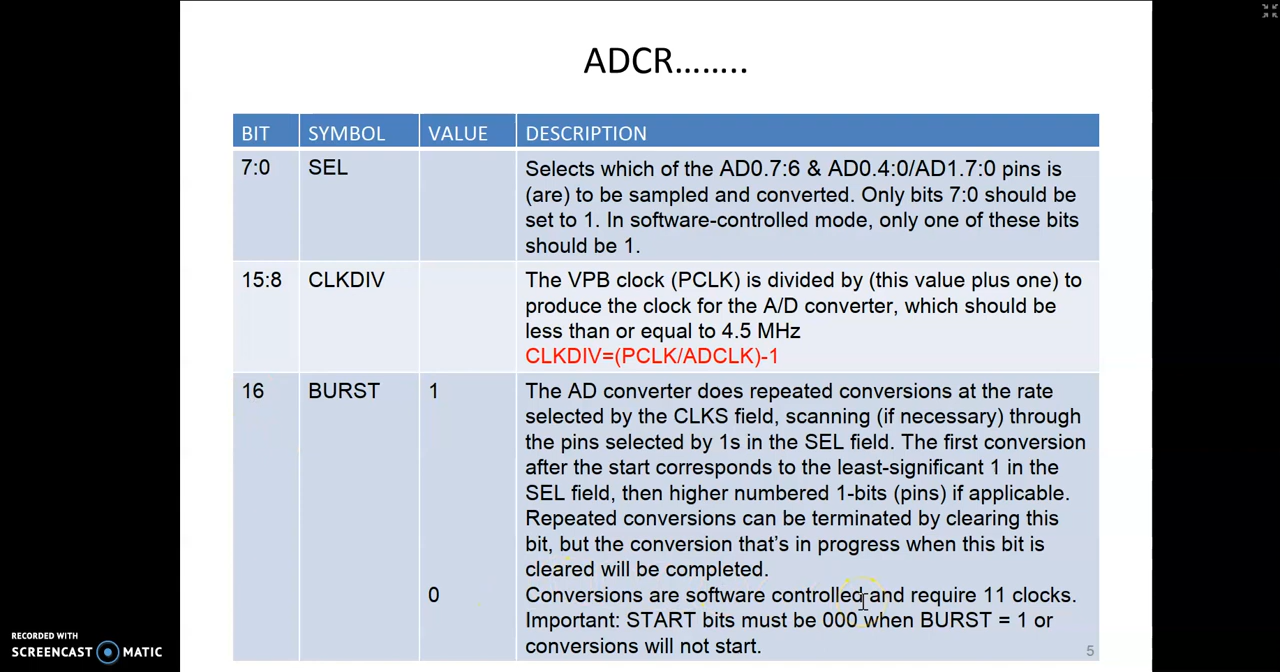 ADCR……..
BIT SYMBOL VALUE DESCRIPTION
7:0 SEL Selects which of the AD0.7:6 & AD0.4:0/AD1.7:0 pins is
(are) to be sampled and converted. Only bits 7:0 should be
set to 1. In software-controlled mode, only one of these bits
should be 1.
15:8 CLKDIV The VPB clock (PCLK) is divided by (this value plus one) to
produce the clock for the A/D converter, which should be
less than or equal to 4.5 MHz
CLKDIV=(PCLK/ADCLK)-1
16 BURST 1 The AD converter does repeated conversions at the rate
selected by the CLKS field, scanning (if necessary) through
the pins selected by 1s in the SEL field. The first conversion
after the start corresponds to the least-significant 1 in the
SEL field, then higher numbered 1-bits (pins) if applicable.
Repeated conversions can be terminated by clearing this
bit, but the conversion that’s in progress when this bit is
cleared will be completed.
0 Conversions are software controlled and require 11 clocks.
Important: START bits must be 000 when BURST = 1 or
conversions will not start.
5
RECORDED WITH
SCREENCAST MATIC